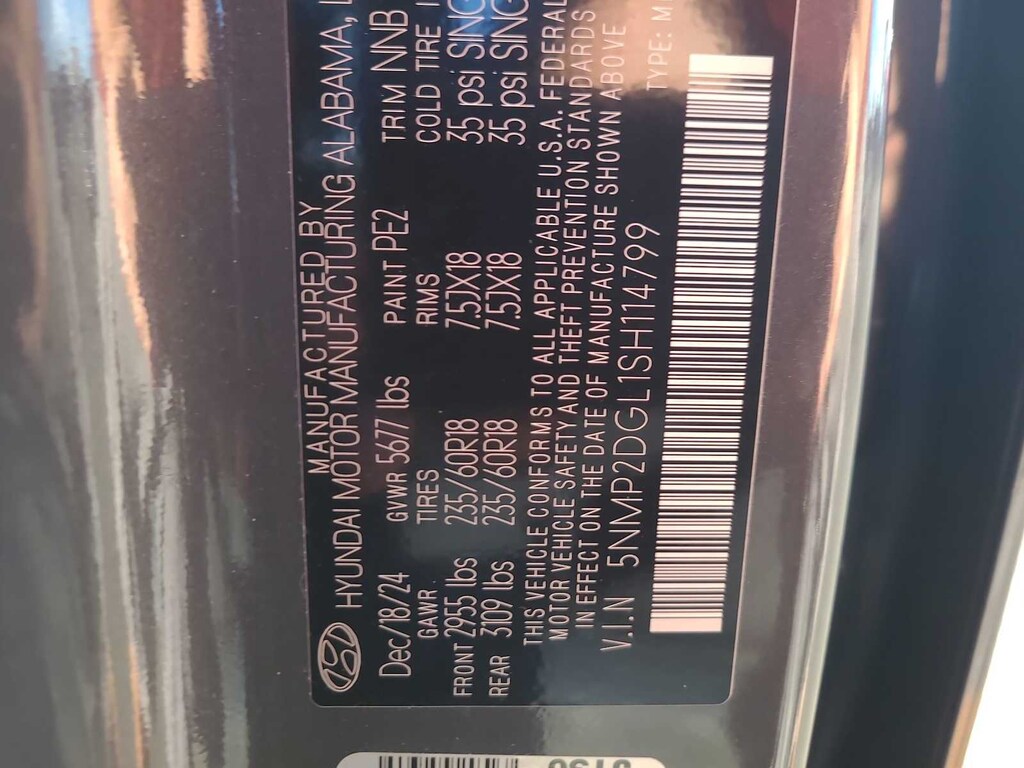 MANUFACTURED BY
HYUNDAI MOTOR MANUFACTURING ALABAMA,
Dec/18/24 GVWR 5677 lbs PAINT PE2 TRIM NNB
GAWR TIRES RIMS COLD TIRE
FRONT 2955 lbs 235/60R18 7.5JX18 35 psi SING
REAR 3109 lbs 235/60R18 7.5JX18 35 psi SING
THIS VEHICLE CONFORMS TO ALL APPLICABLE U.S.A. FEDERAL
MOTOR VEHICLE SAFETY AND THEFT PREVENTION STANDARDS
IN EFFECT ON THE DATE OF MANUFACTURE SHOWN ABOVE
V.I.N 5NMP2DGL1SH114799 TYPE: M